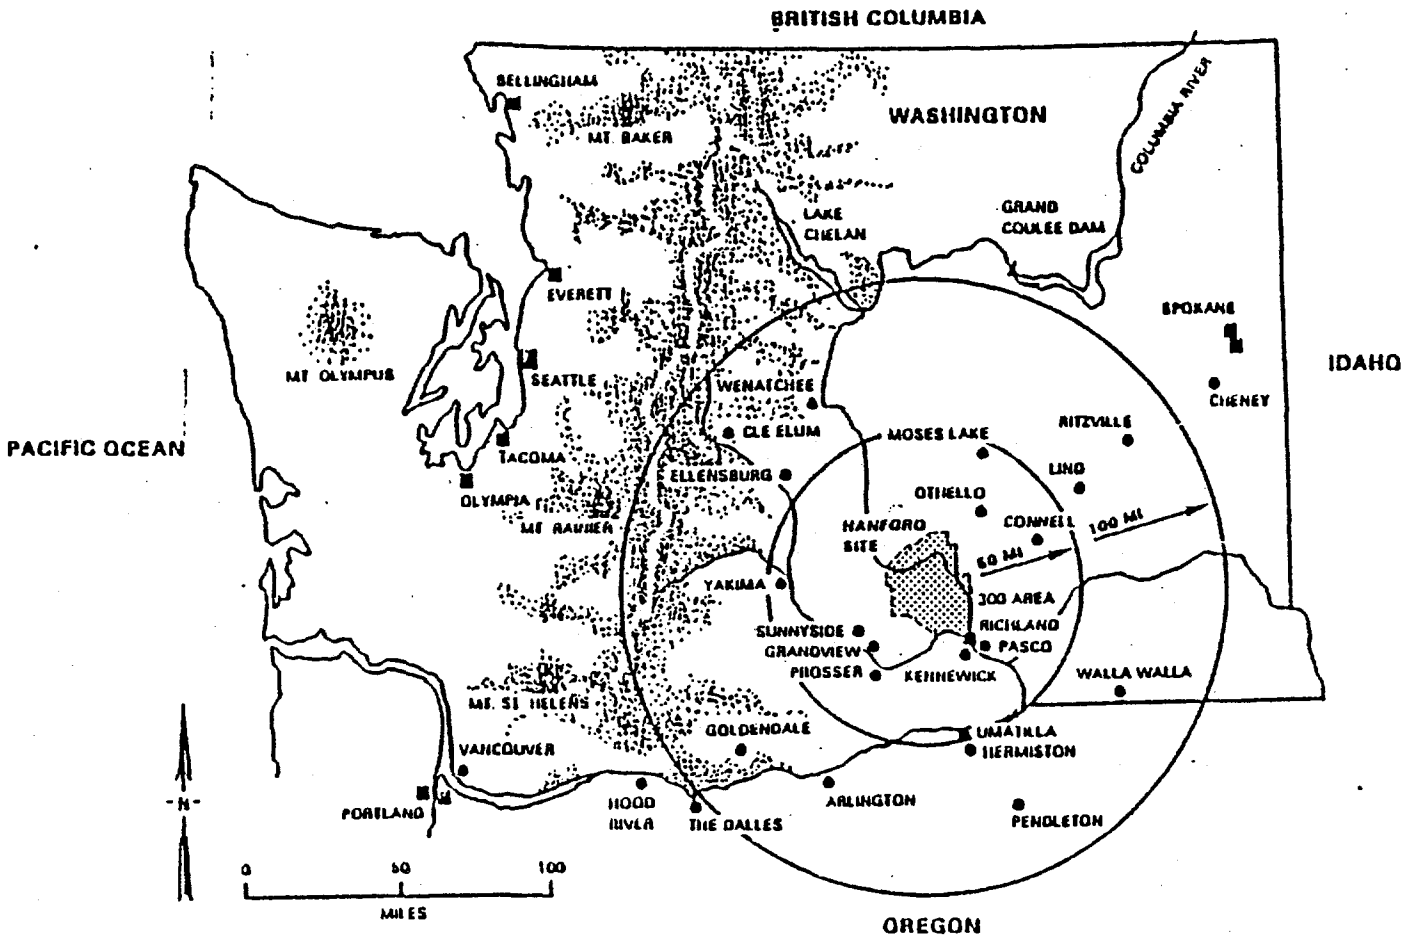 BRITISH COLUMBIA
BELLINGHAM
MT. BAKER
WASHINGTON
COLUMBIA RIVER
LAKE
CHELAN
GRAND
COULEE DAM
EVERETT
SPOKANE
MT OLYMPUS
SEATTLE
IDAHO
WENATCHEE
CHENEY
PACIFIC OCEAN
TACOMA
CLE ELUM
MOSES LAKE
RITZVILLE
OLYMPIA
ELLENSBURG
LIND
MT RAINIER
OTHELLO
HANFORD
SITE
CONNELL
100 MI
50 MI
YAKIMA
300 AREA
SUNNYSIDE
RICHLAND
GRANDVIEW
PASCO
PROSSER
KENNEWICK
WALLA WALLA
MT. ST HELENS
GOLDENDALE
UMATILLA
VANCOUVER
HERMISTON
-N-
PORTLAND
HOOD
RIVER
THE DALLES
ARLINGTON
PENDLETON
0 50 100
MILES
OREGON